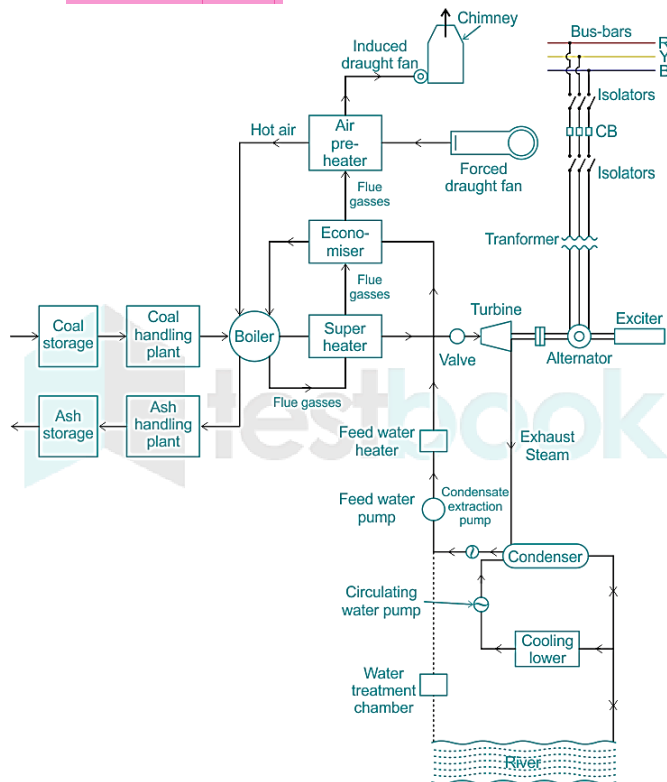 Chimney
Induced
draught fan
Bus-bars
R
Y
B
Isolators
CB
Isolators
Hot air
Air
pre-
heater
Forced
draught fan
Flue
gasses
Econo-
miser
Tranformer
Flue
gasses
Coal
storage
Coal
handling
plant
Boiler
Super
heater
Turbine
Valve
Alternator
Exciter
Flue gasses
Ash
storage
Ash
handling
plant
testbook
Feed water
heater
Exhaust
Steam
Feed water
pump
Condensate
extraction
pump
Condenser
Circulating
water pump
Cooling
lower
Water
treatment
chamber
River